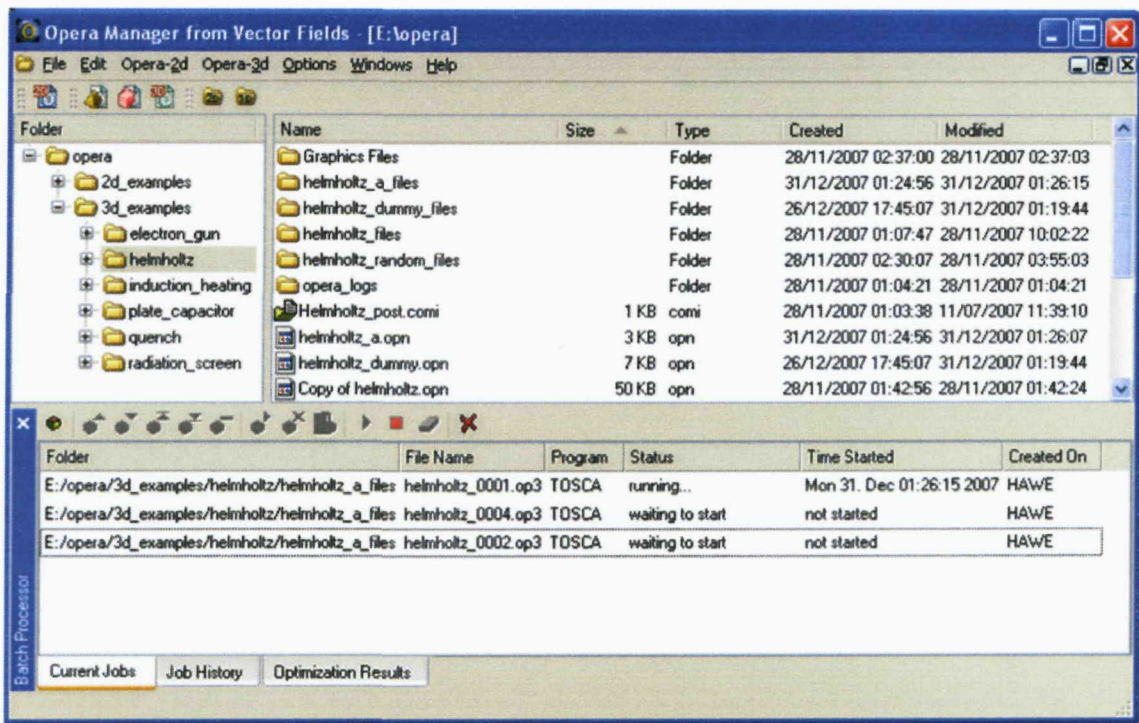 Opera Manager from Vector Fields - [E:\opera]
File Edit Opera-2d Opera-3d Options Windows Help
Folder
opera
2d_examples
3d_examples
electron_gun
helmholtz
induction_heating
plate_capacitor
quench
radiation_screen
Name Size Type Created Modified
Graphics Files Folder 28/11/2007 02:37:00 28/11/2007 02:37:03
helmholtz_a_files Folder 31/12/2007 01:24:56 31/12/2007 01:26:15
helmholtz_dummy_files Folder 26/12/2007 17:45:07 31/12/2007 01:19:44
helmholtz_files Folder 28/11/2007 01:07:47 28/11/2007 10:02:22
helmholtz_random_files Folder 28/11/2007 02:30:07 28/11/2007 03:55:03
opera_logs Folder 28/11/2007 01:04:21 28/11/2007 01:04:21
Helmholtz_post.comi 1 KB comi 28/11/2007 01:03:38 11/07/2007 11:39:10
helmholtz_a.opn 3 KB opn 31/12/2007 01:24:56 31/12/2007 01:26:07
helmholtz_dummy.opn 7 KB opn 26/12/2007 17:45:07 31/12/2007 01:19:44
Copy of helmholtz.opn 50 KB opn 28/11/2007 01:42:56 28/11/2007 01:42:24
Folder File Name Program Status Time Started Created On
E:/opera/3d_examples/helmholtz/helmholtz_a_files helmholtz_0001.op3 TOSCA running... Mon 31. Dec 01:26:15 2007 HAWE
E:/opera/3d_examples/helmholtz/helmholtz_a_files helmholtz_0004.op3 TOSCA waiting to start not started HAWE
E:/opera/3d_examples/helmholtz/helmholtz_a_files helmholtz_0002.op3 TOSCA waiting to start not started HAWE
Batch Processor
Current Jobs Job History Optimization Results